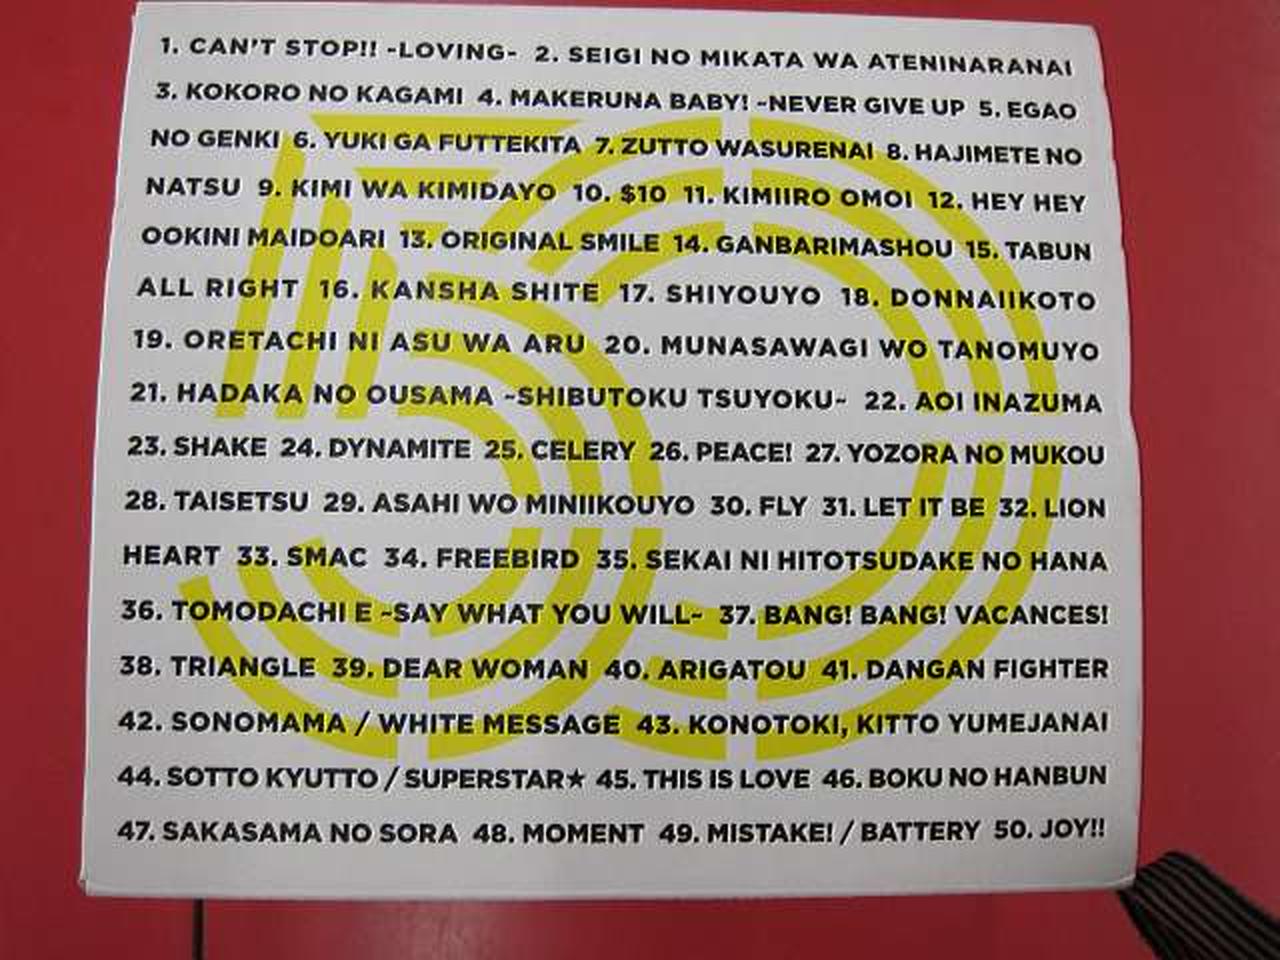 1. CAN'T STOP!! -LOVING- 2. SEIGI NO MIKATA WA ATENINARANAI
3. KOKORO NO KAGAMI 4. MAKERUNA BABY! ~NEVER GIVE UP 5. EGAO
NO GENKI 6. YUKI GA FUTTEKITA 7. ZUTTO WASURENAI 8. HAJIMETE NO
NATSU 9. KIMI WA KIMIDAYO 10. $10 11. KIMIIRO OMOI 12. HEY HEY
OOKINI MAIDOARI 13. ORIGINAL SMILE 14. GANBARIMASHOU 15. TABUN
ALL RIGHT 16. KANSHA SHITE 17. SHIYOUYO 18. DONNAIIKOTO
19. ORETACHI NI ASU WA ARU 20. MUNASAWAGI WO TANOMUYO
21. HADAKA NO OUSAMA ~SHIBUTOKU TSUYOKU~ 22. AOI INAZUMA
23. SHAKE 24. DYNAMITE 25. CELERY 26. PEACE! 27. YOZORA NO MUKOU
28. TAISETSU 29. ASAHI WO MINIIKOUYO 30. FLY 31. LET IT BE 32. LION
HEART 33. SMAC 34. FREEBIRD 35. SEKAI NI HITOTSUDAKE NO HANA
36. TOMODACHI E ~SAY WHAT YOU WILL~ 37. BANG! BANG! VACANCES!
38. TRIANGLE 39. DEAR WOMAN 40. ARIGATOU 41. DANGAN FIGHTER
42. SONOMAMA / WHITE MESSAGE 43. KONOTOKI, KITTO YUMEJANAI
44. SOTTO KYUTTO / SUPERSTAR★ 45. THIS IS LOVE 46. BOKU NO HANBUN
47. SAKASAMA NO SORA 48. MOMENT 49. MISTAKE! / BATTERY 50. JOY!!